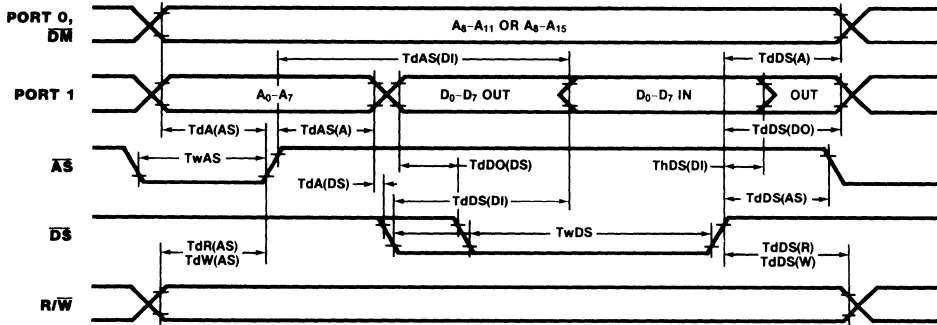 PORT 0,
DM
A₈–A₁₁ OR A₈–A₁₅
TdAS(DI)
TdDS(A)
PORT 1
A₀–A₇
D₀–D₇ OUT
D₀–D₇ IN
OUT
TdA(AS)
TdAS(A)
TdDS(DO)
AS
TwAS
TdDO(DS)
ThDS(DI)
TdA(DS)
TdDS(DI)
TdDS(AS)
DS
TwDS
TdR(AS)
TdW(AS)
TdDS(R)
TdDS(W)
R/W